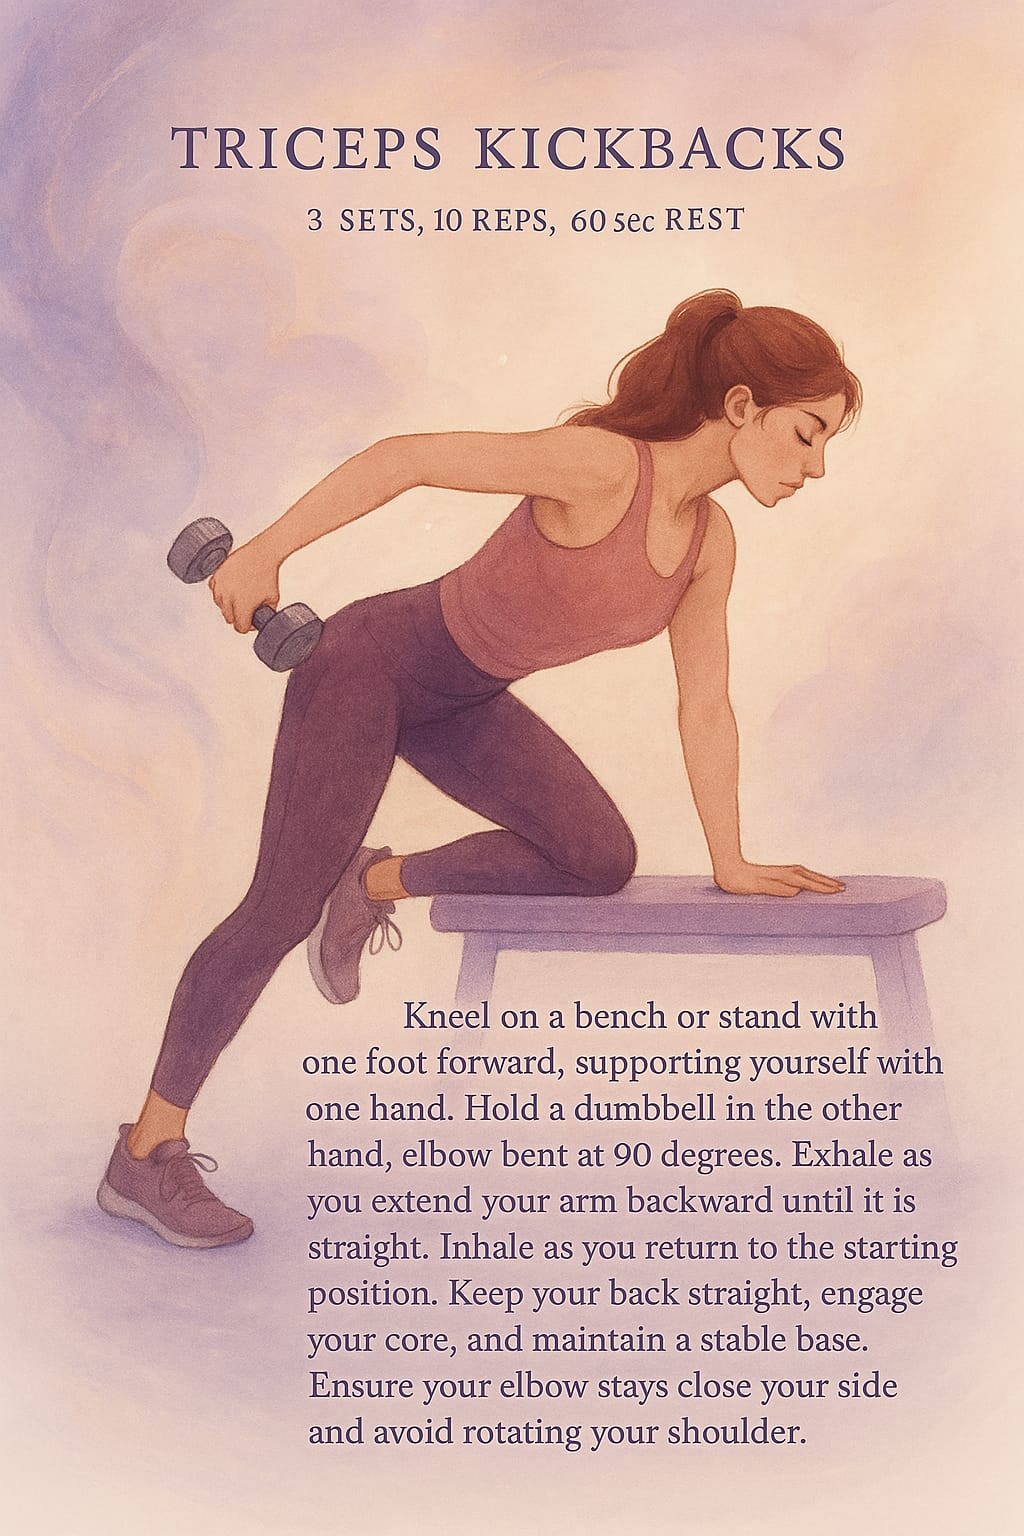 TRICEPS KICKBACKS
3 SETS, 10 REPS, 60 sec REST
Kneel on a bench or stand with
one foot forward, supporting yourself with
one hand. Hold a dumbbell in the other
hand, elbow bent at 90 degrees. Exhale as
you extend your arm backward until it is
straight. Inhale as you return to the starting
position. Keep your back straight, engage
your core, and maintain a stable base.
Ensure your elbow stays close your side
and avoid rotating your shoulder.